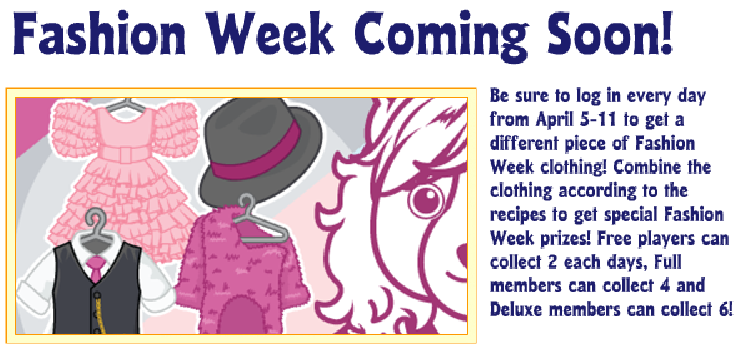 Fashion Week Coming Soon!
Be sure to log in every day
from April 5-11 to get a
different piece of Fashion
Week clothing! Combine the
clothing according to the
recipes to get special Fashion
Week prizes! Free players can
collect 2 each days, Full
members can collect 4 and
Deluxe members can collect 6!